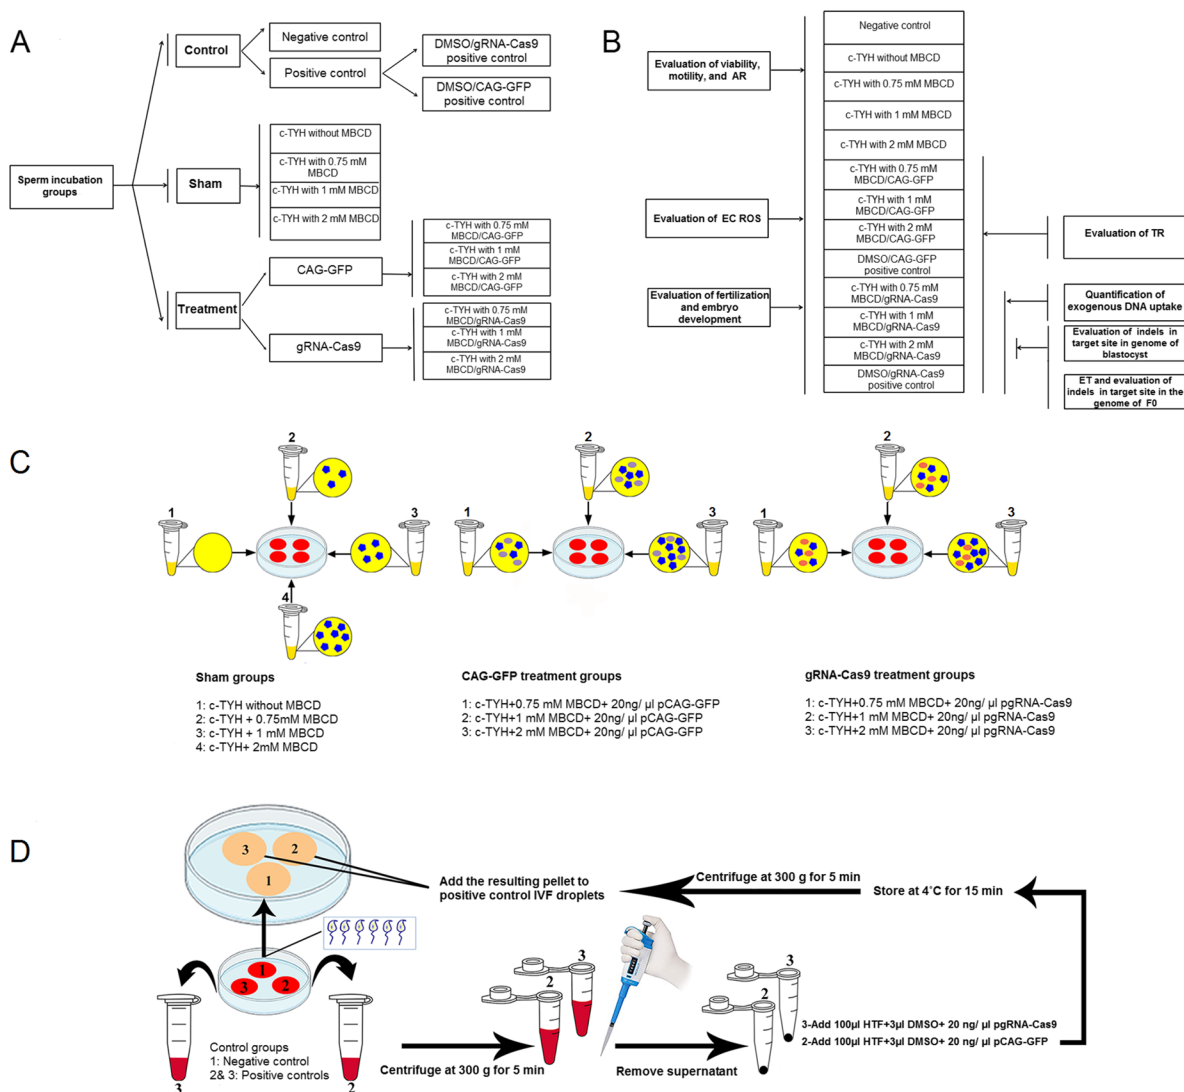 A
Sperm incubation
groups
Control
Negative control
Positive control
DMSO/gRNA-Cas9
positive control
DMSO/CAG-GFP
positive control
Sham
c-TYH without MBCD
c-TYH with 0.75 mM
MBCD
c-TYH with 1 mM MBCD
c-TYH with 2 mM MBCD
Treatment
CAG-GFP
c-TYH with 0.75 mM
MBCD/CAG-GFP
c-TYH with 1 mM
MBCD/CAG-GFP
c-TYH with 2 mM
MBCD/CAG-GFP
gRNA-Cas9
c-TYH with 0.75 mM
MBCD/gRNA-Cas9
c-TYH with 1 mM
MBCD/gRNA-Cas9
c-TYH with 2 mM
MBCD/gRNA-Cas9
B
Evaluation of viability,
motility, and AR
Evaluation of EC ROS
Evaluation of fertilization
and embryo
development
Negative control
c-TYH without MBCD
c-TYH with 0.75 mM MBCD
c-TYH with 1 mM MBCD
c-TYH with 2 mM MBCD
c-TYH with 0.75 mM
MBCD/CAG-GFP
c-TYH with 1 mM
MBCD/CAG-GFP
c-TYH with 2 mM
MBCD/CAG-GFP
DMSO/CAG-GFP
positive control
c-TYH with 0.75 mM
MBCD/gRNA-Cas9
c-TYH with 1 mM
MBCD/gRNA-Cas9
c-TYH with 2 mM
MBCD/gRNA-Cas9
DMSO/gRNA-Cas9
positive control
Evaluation of TR
Quantification of
exogenous DNA uptake
Evaluation of indels in
target site in genome of
blastocyst
ET and evaluation of
indels in target site in the
genome of F0
C
2
1
3
4
2
1
3
2
1
3
Sham groups
1: c-TYH without MBCD
2: c-TYH + 0.75mM MBCD
3: c-TYH + 1 mM MBCD
4: c-TYH+ 2mM MBCD
CAG-GFP treatment groups
1: c-TYH+0.75 mM MBCD+ 20ng/ µl pCAG-GFP
2: c-TYH+1 mM MBCD+ 20ng/ µl pCAG-GFP
3: c-TYH+2 mM MBCD+ 20ng/ µl pCAG-GFP
gRNA-Cas9 treatment groups
1: c-TYH+0.75 mM MBCD+ 20ng/ µl pgRNA-Cas9
2: c-TYH+1 mM MBCD+ 20ng/ µl pgRNA-Cas9
3: c-TYH+2 mM MBCD+ 20ng/ µl pgRNA-Cas9
D
3
2
1
Add the resulting pellet to
positive control IVF droplets
Centrifuge at 300 g for 5 min
Store at 4˚C for 15 min
1
3
2
3
2
Control groups
1: Negative control
2& 3: Positive controls
Centrifuge at 300 g for 5 min
3
2
Remove supernatant
3
2
3-Add 100µl HTF+3µl DMSO+ 20 ng/ µl pgRNA-Cas9
2-Add 100µl HTF+3µl DMSO+ 20 ng/ µl pCAG-GFP